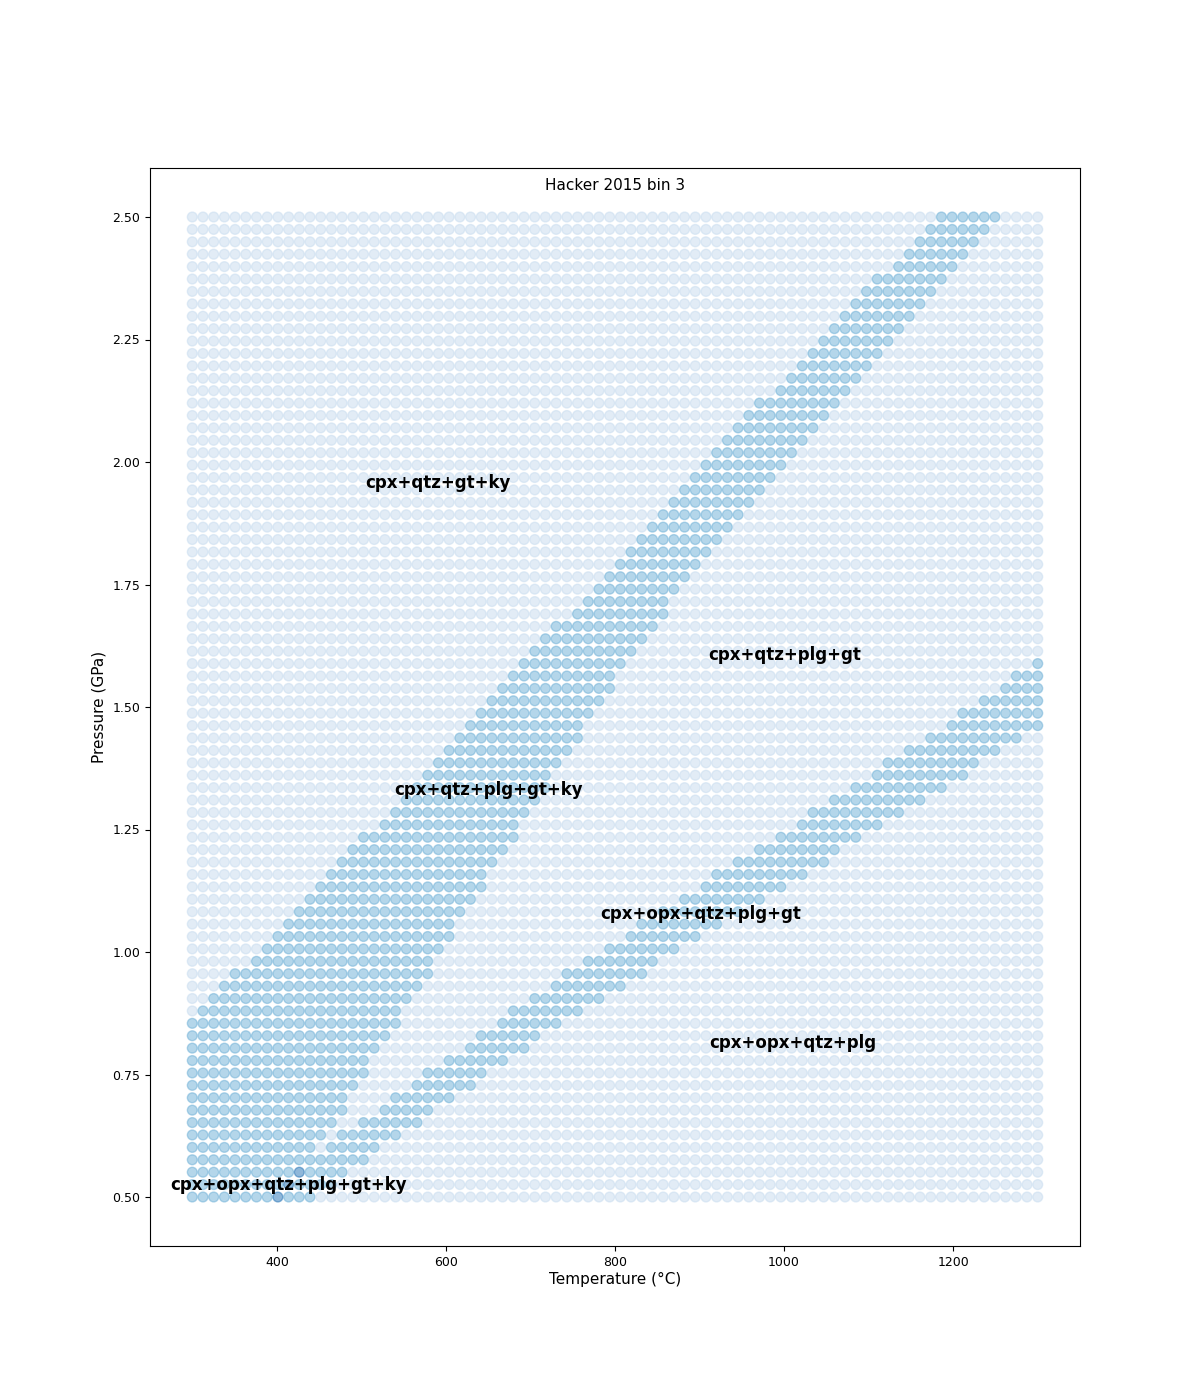 Hacker 2015 bin 3
2.50
2.25
2.00
cpx+qtz+gt+ky
1.75
cpx+qtz+plg+gt
Pressure (GPa)
1.50
cpx+qtz+plg+gt+ky
1.25
cpx+opx+qtz+plg+gt
1.00
cpx+opx+qtz+plg
0.75
cpx+opx+qtz+plg+gt+ky
0.50
400 600 800 1000 1200
Temperature (°C)